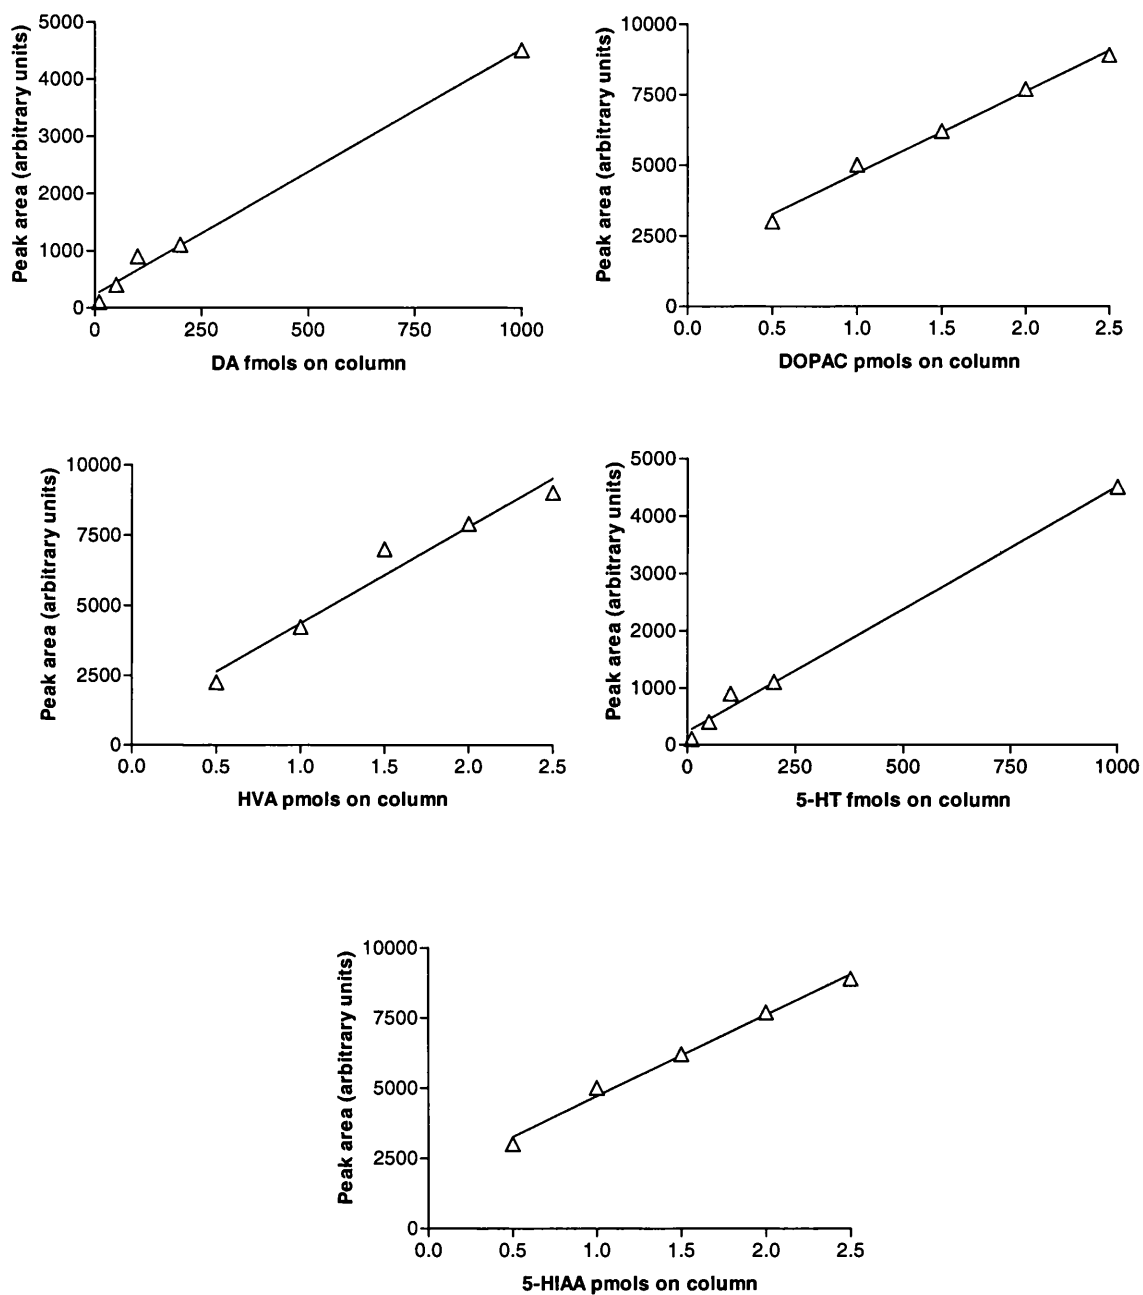 Peak area (arbitrary units)
5000
4000
3000
2000
1000
0
0 250 500 750 1000
DA fmols on column
Peak area (arbitrary units)
10000
7500
5000
2500
0
0.0 0.5 1.0 1.5 2.0 2.5
DOPAC pmols on column
Peak area (arbitrary units)
10000
7500
5000
2500
0
0.0 0.5 1.0 1.5 2.0 2.5
HVA pmols on column
Peak area (arbitrary units)
5000
4000
3000
2000
1000
0
0 250 500 750 1000
5-HT fmols on column
Peak area (arbitrary units)
10000
7500
5000
2500
0
0.0 0.5 1.0 1.5 2.0 2.5
5-HIAA pmols on column